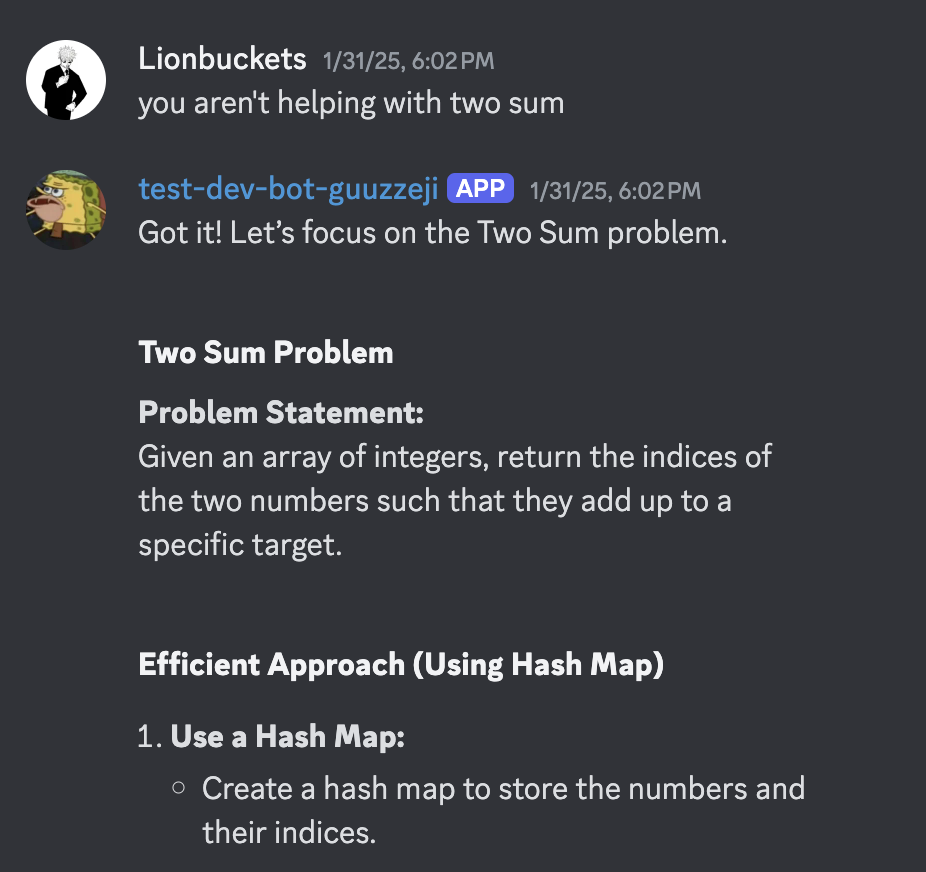 Lionbuckets 1/31/25, 6:02 PM
you aren't helping with two sum
test-dev-bot-guuzzeji APP 1/31/25, 6:02 PM
Got it! Let’s focus on the Two Sum problem.
Two Sum Problem
Problem Statement:
Given an array of integers, return the indices of
the two numbers such that they add up to a
specific target.
Efficient Approach (Using Hash Map)
1. Use a Hash Map:
○ Create a hash map to store the numbers and
their indices.